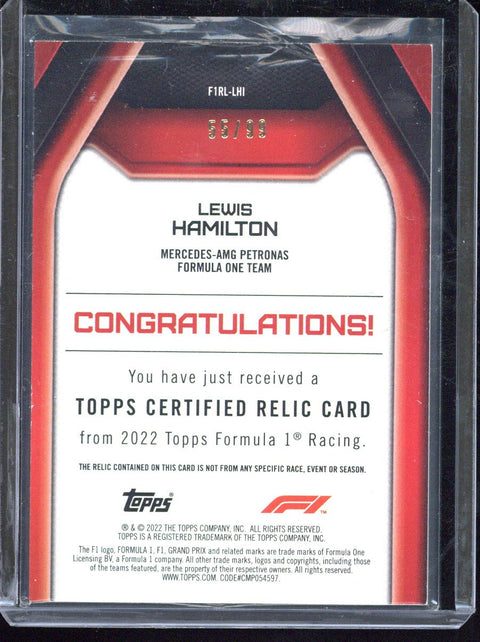 F1RL-LHI
55/99
LEWIS
HAMILTON
MERCEDES-AMG PETRONAS
FORMULA ONE TEAM
CONGRATULATIONS!
You have just received a
TOPPS CERTIFIED RELIC CARD
from 2022 Topps Formula 1® Racing.
THE RELIC CONTAINED ON THIS CARD IS NOT FROM ANY SPECIFIC RACE, EVENT OR SEASON.
Topps® F1™
® & © 2022 THE TOPPS COMPANY, INC. ALL RIGHTS RESERVED.
TOPPS IS A REGISTERED TRADEMARK OF THE TOPPS COMPANY, INC.
The F1 logo, FORMULA 1, F1, GRAND PRIX and related marks are trade marks of Formula One
Licensing BV, a Formula 1 company. All other trade marks, logos and copyrights, including those
of the teams featured, are the property of their respective owners. All rights reserved.
WWW.TOPPS.COM. CODE#CMP054597.